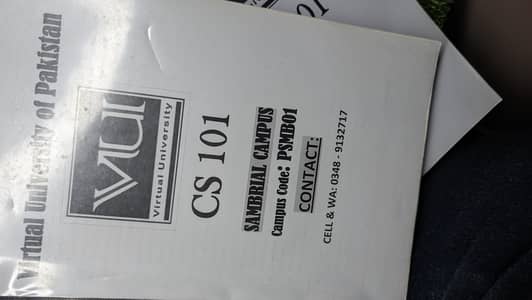 Virtual University of Pakistan
VU
Virtual University
CS 101
SAMBRIAL CAMPUS
Campus Code: PSMB01
CONTACT:
CELL & WA: 0348 - 9132717
01